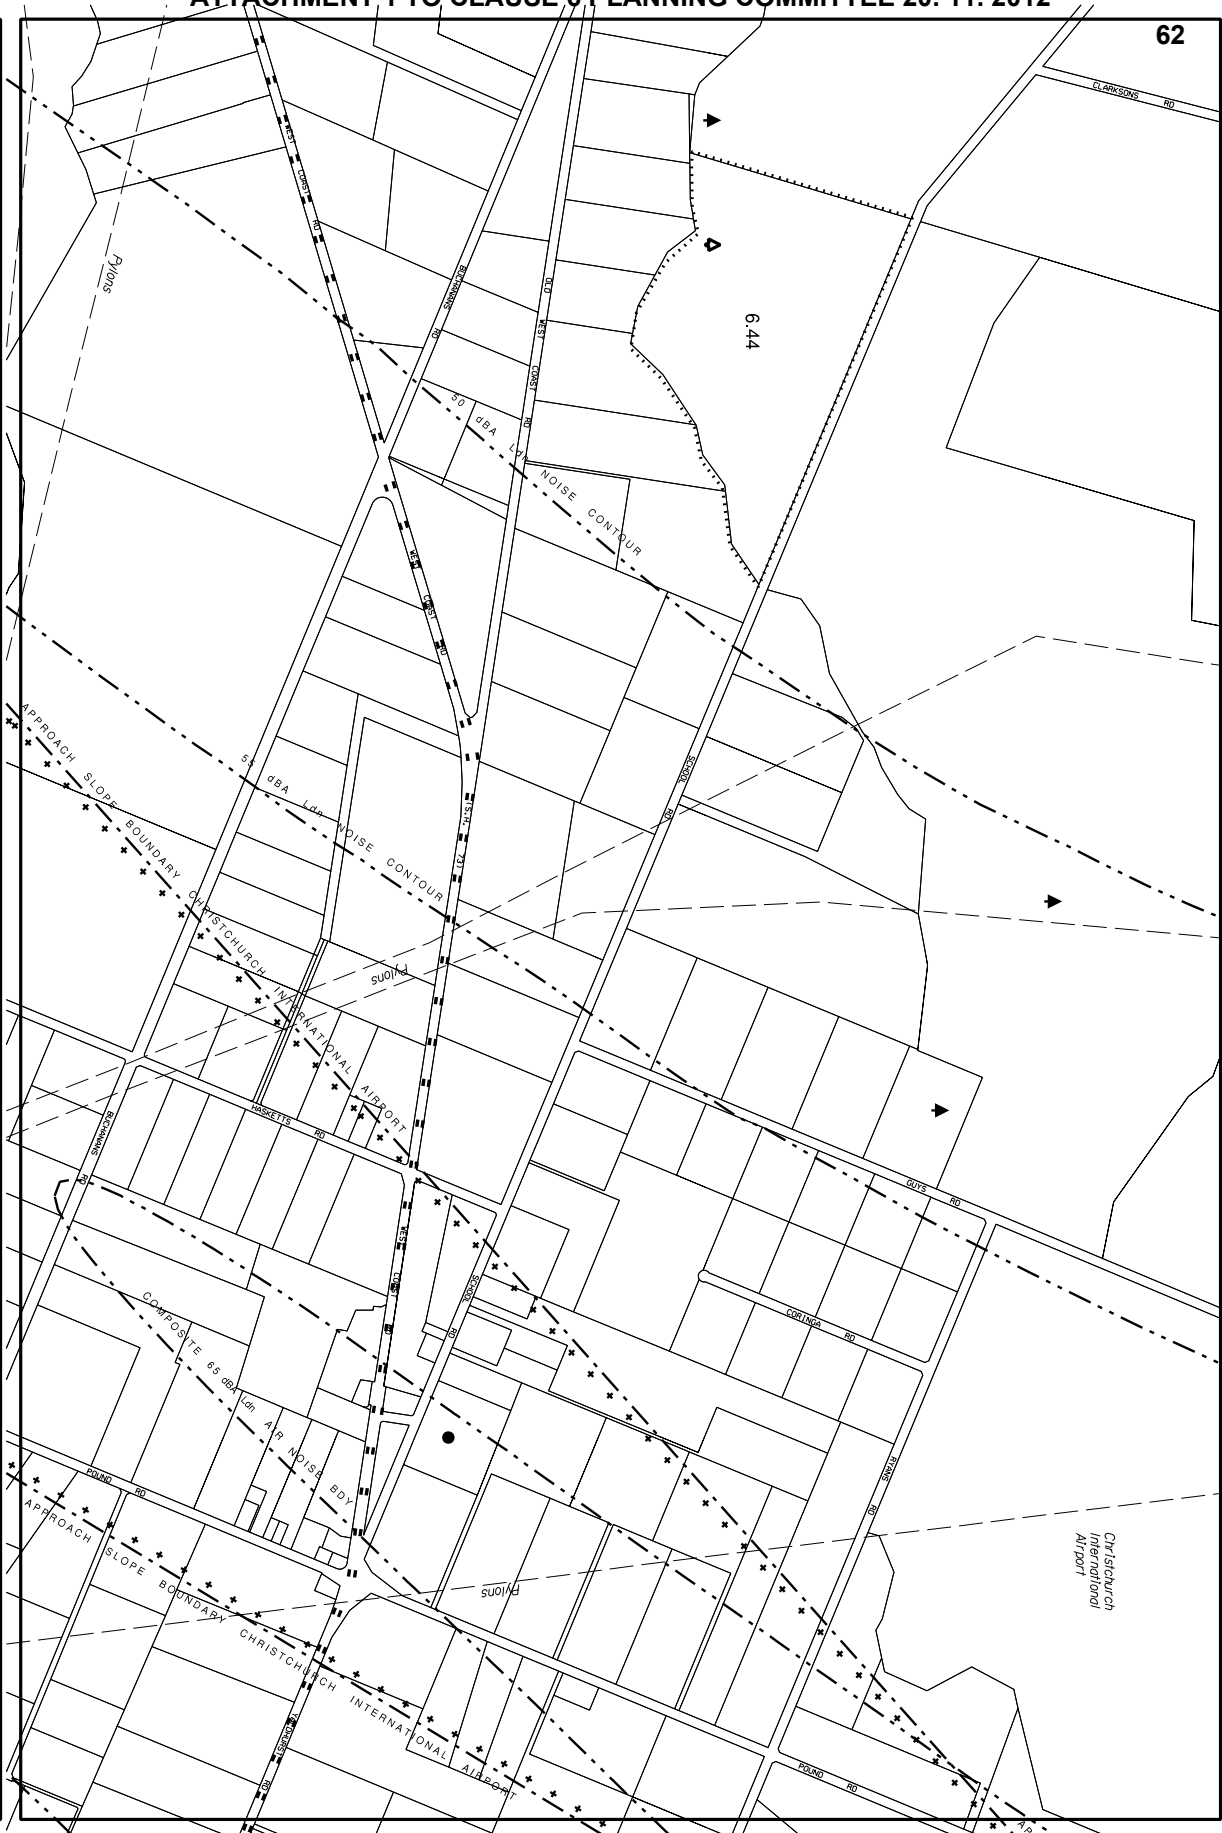 ATTACHMENT 1 TO CLAUSE 8 PLANNING COMMITTEE 20. 11. 2012
62
CLARKSONS RD
WEST COAST RD
Pylons
BUCHANANS RD
OLD WEST COAST RD
6.44
50 dBA Ldn NOISE CONTOUR
WEST COAST RD
SCHOOL RD
APPROACH SLOPE BOUNDARY CHRISTCHURCH INTERNATIONAL AIRPORT
55 dBA Ldn NOISE CONTOUR
(S.H. 73)
Pylons
HASKETTS RD
BUCHANANS RD
GUYS RD
WEST COAST RD
SCHOOL RD
CORINGA RD
COMPOSITE 65 dBA Ldn AIR NOISE BDY
RYANS RD
POUND RD
APPROACH SLOPE BOUNDARY CHRISTCHURCH INTERNATIONAL AIRPORT
Christchurch
International
Airport
Pylons
YALDHURST RD
POUND RD